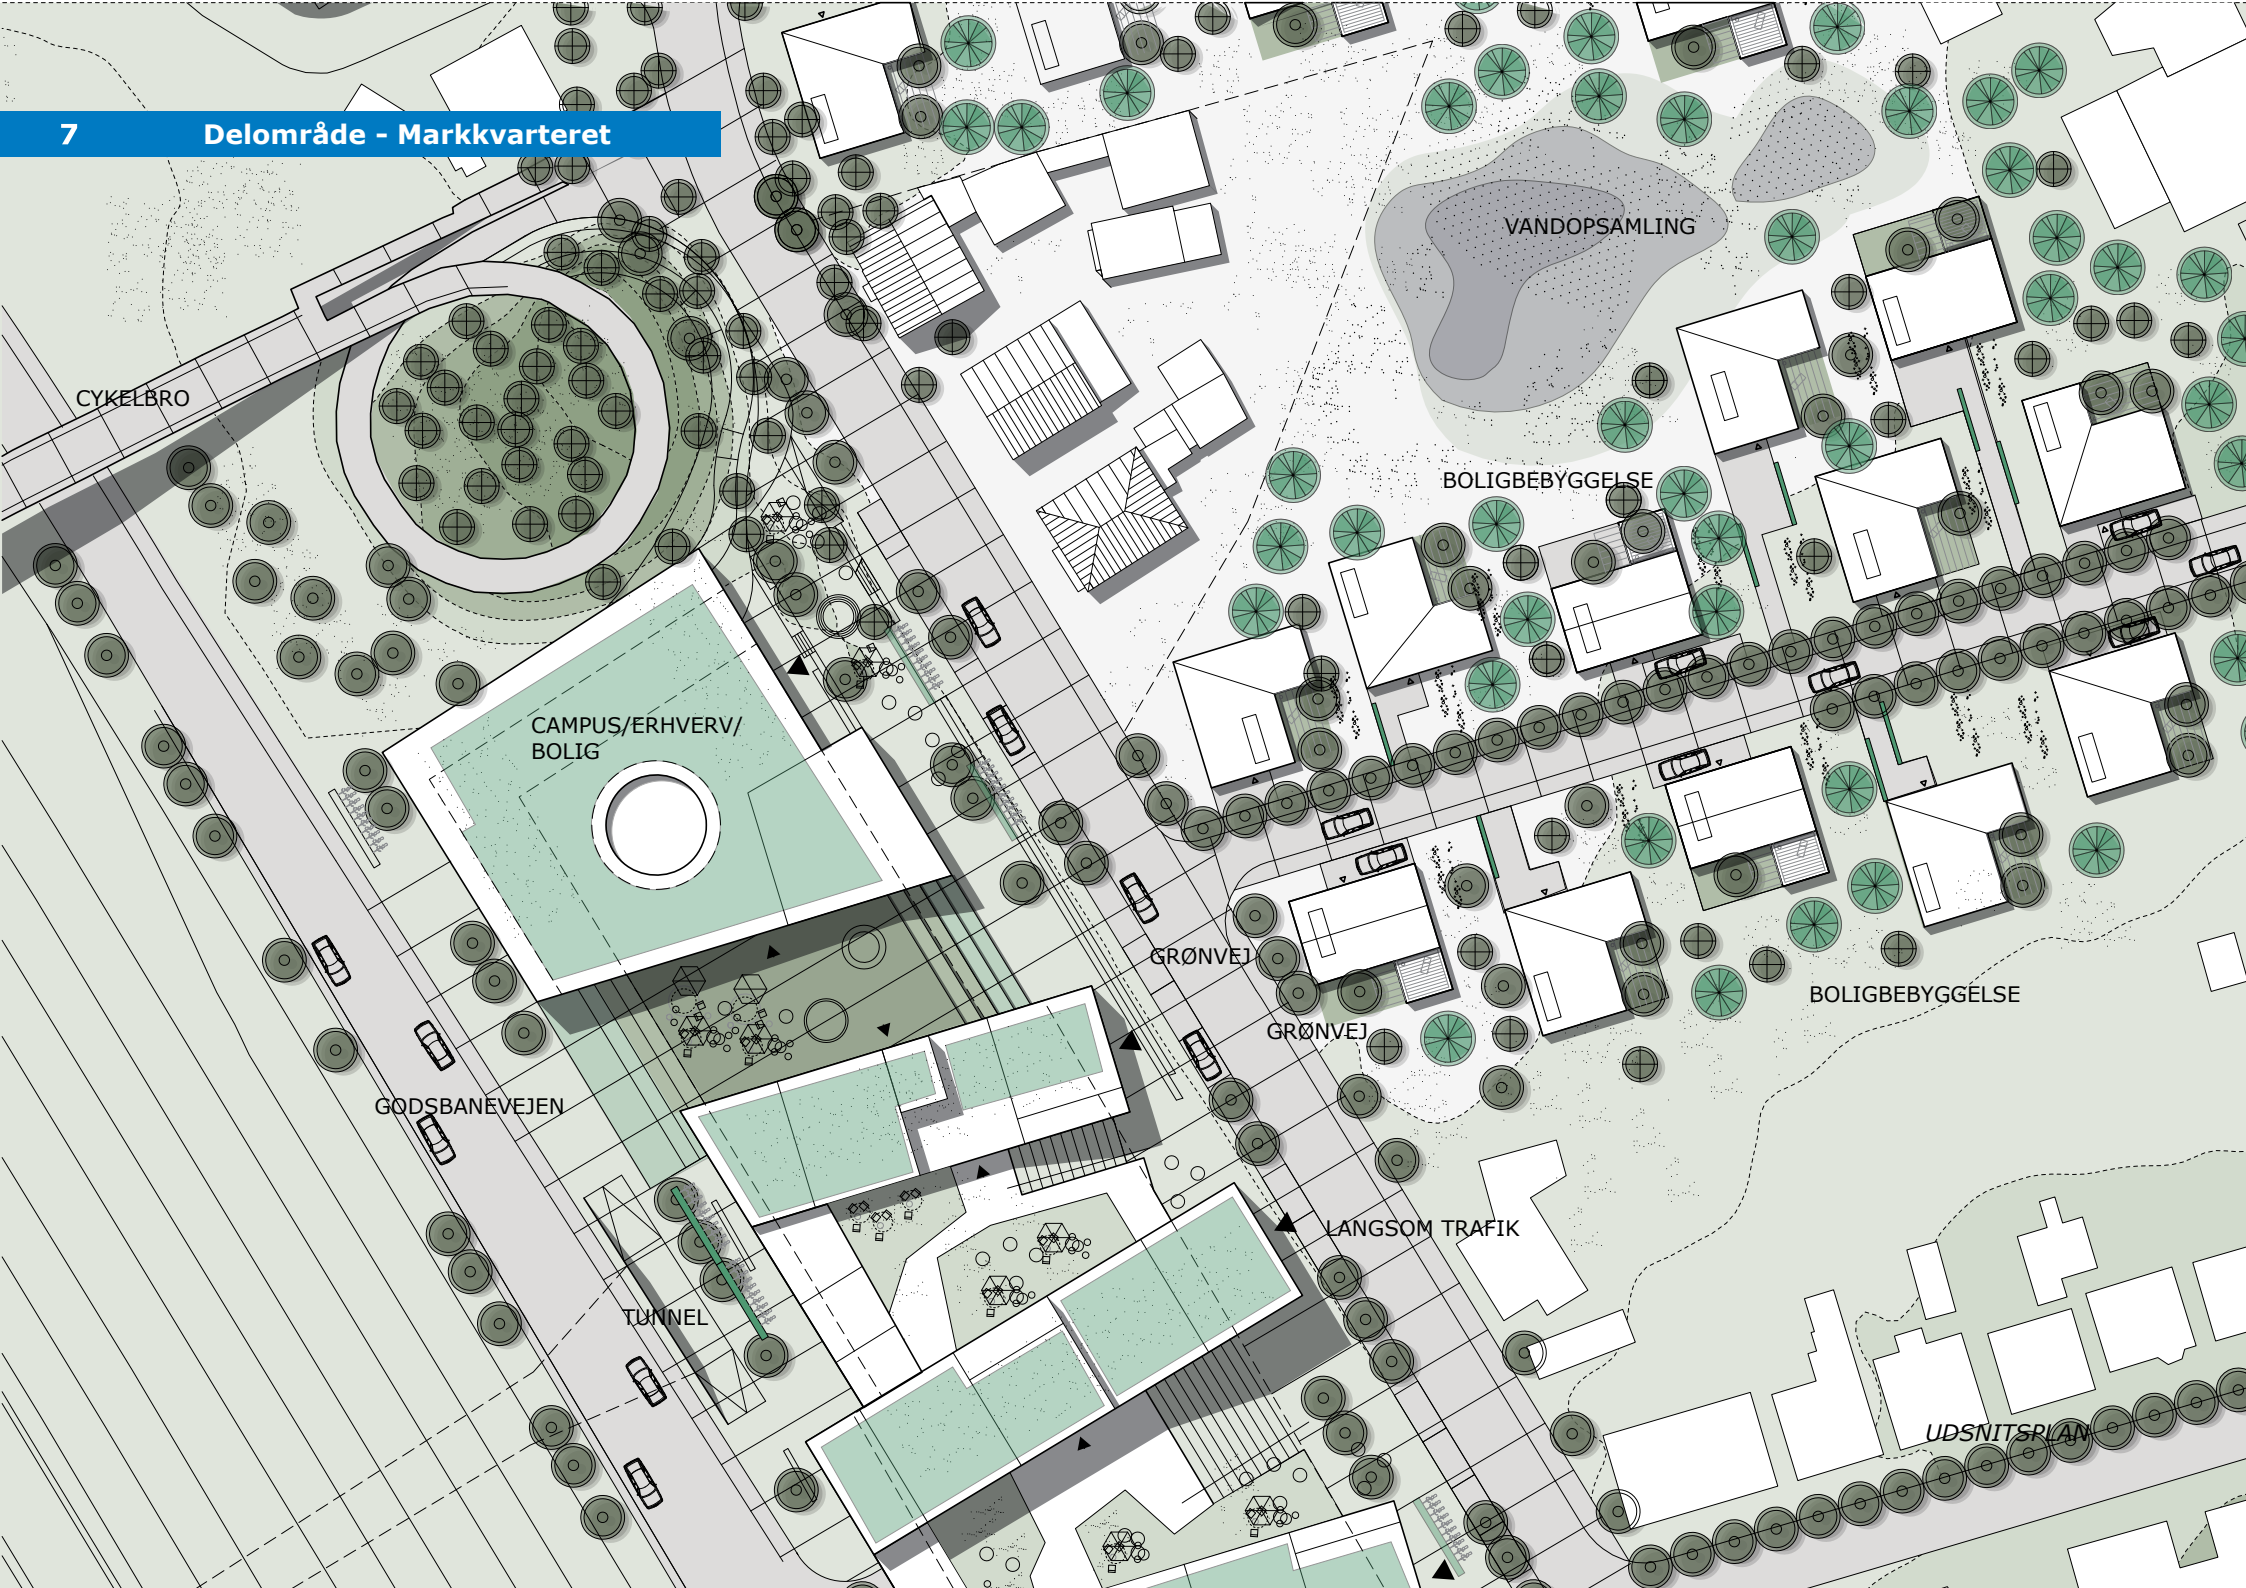 7 Delområde - Markkvarteret
VANDOPSAMLING
CYKELBRO
BOLIGBEBYGGELSE
CAMPUS/ERHVERV/
BOLIG
GRØNVEJ
BOLIGBEBYGGELSE
GRØNVEJ
GODSBANEVEJEN
LANGSOM TRAFIK
TUNNEL
UDSNITSPLAN